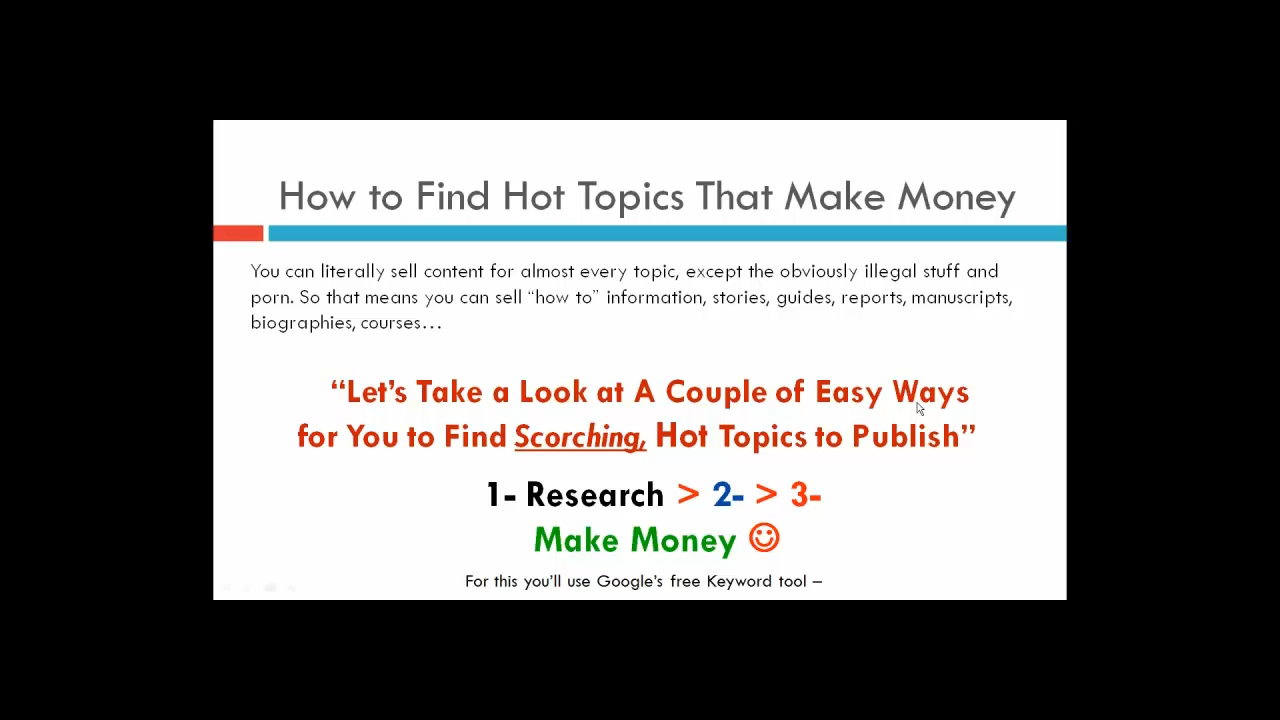 How to Find Hot Topics That Make Money
You can literally sell content for almost every topic, except the obviously illegal stuff and
porn. So that means you can sell “how to” information, stories, guides, reports, manuscripts,
biographies, courses…
“Let’s Take a Look at A Couple of Easy Ways
for You to Find Scorching, Hot Topics to Publish”
1- Research > 2- > 3-
Make Money ☺
For this you’ll use Google’s free Keyword tool –